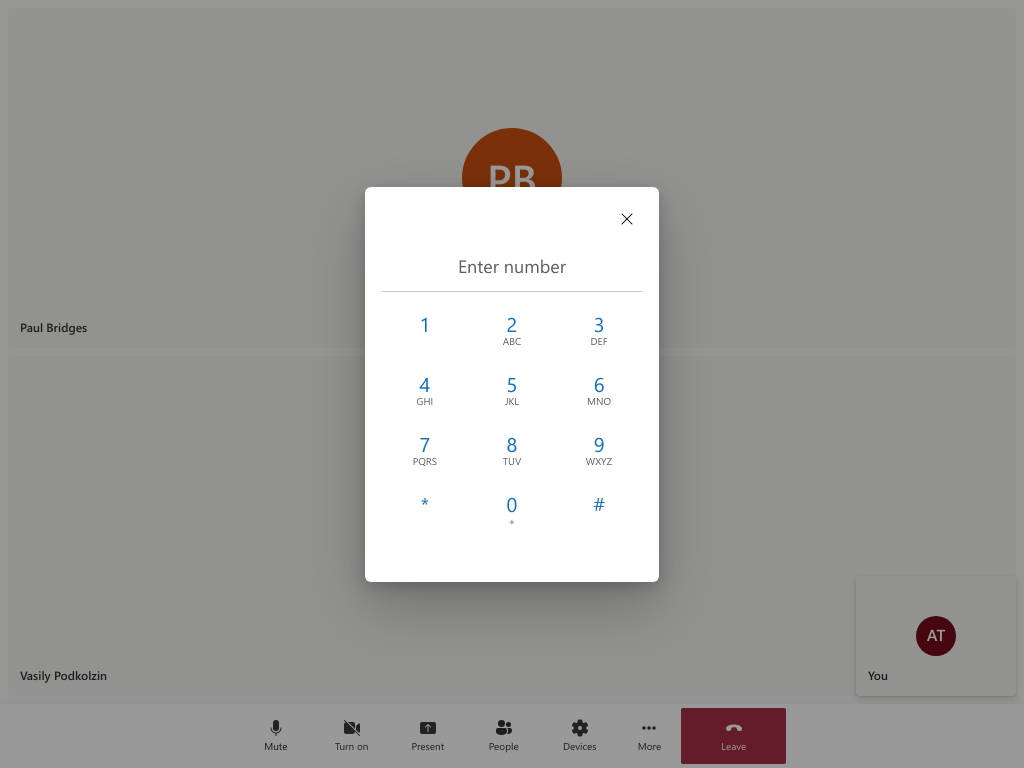 PB
Enter number
1 2 3
ABC DEF
4 5 6
GHI JKL MNO
7 8 9
PQRS TUV WXYZ
* 0 #
+
Paul Bridges
Vasily Podkolzin
AT
You
Mute Turn on Present People Devices More Leave